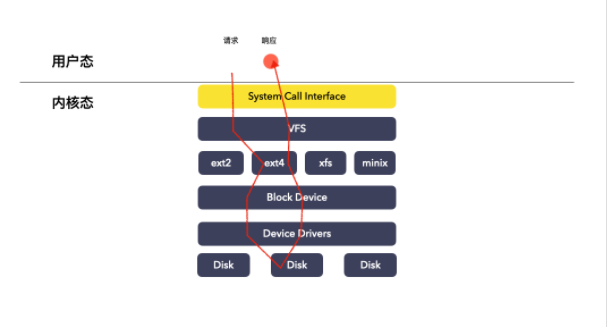 请求 响应
用户态
内核态
System Call Interface
VFS
ext2 ext4 xfs minix
Block Device
Device Drivers
Disk Disk Disk